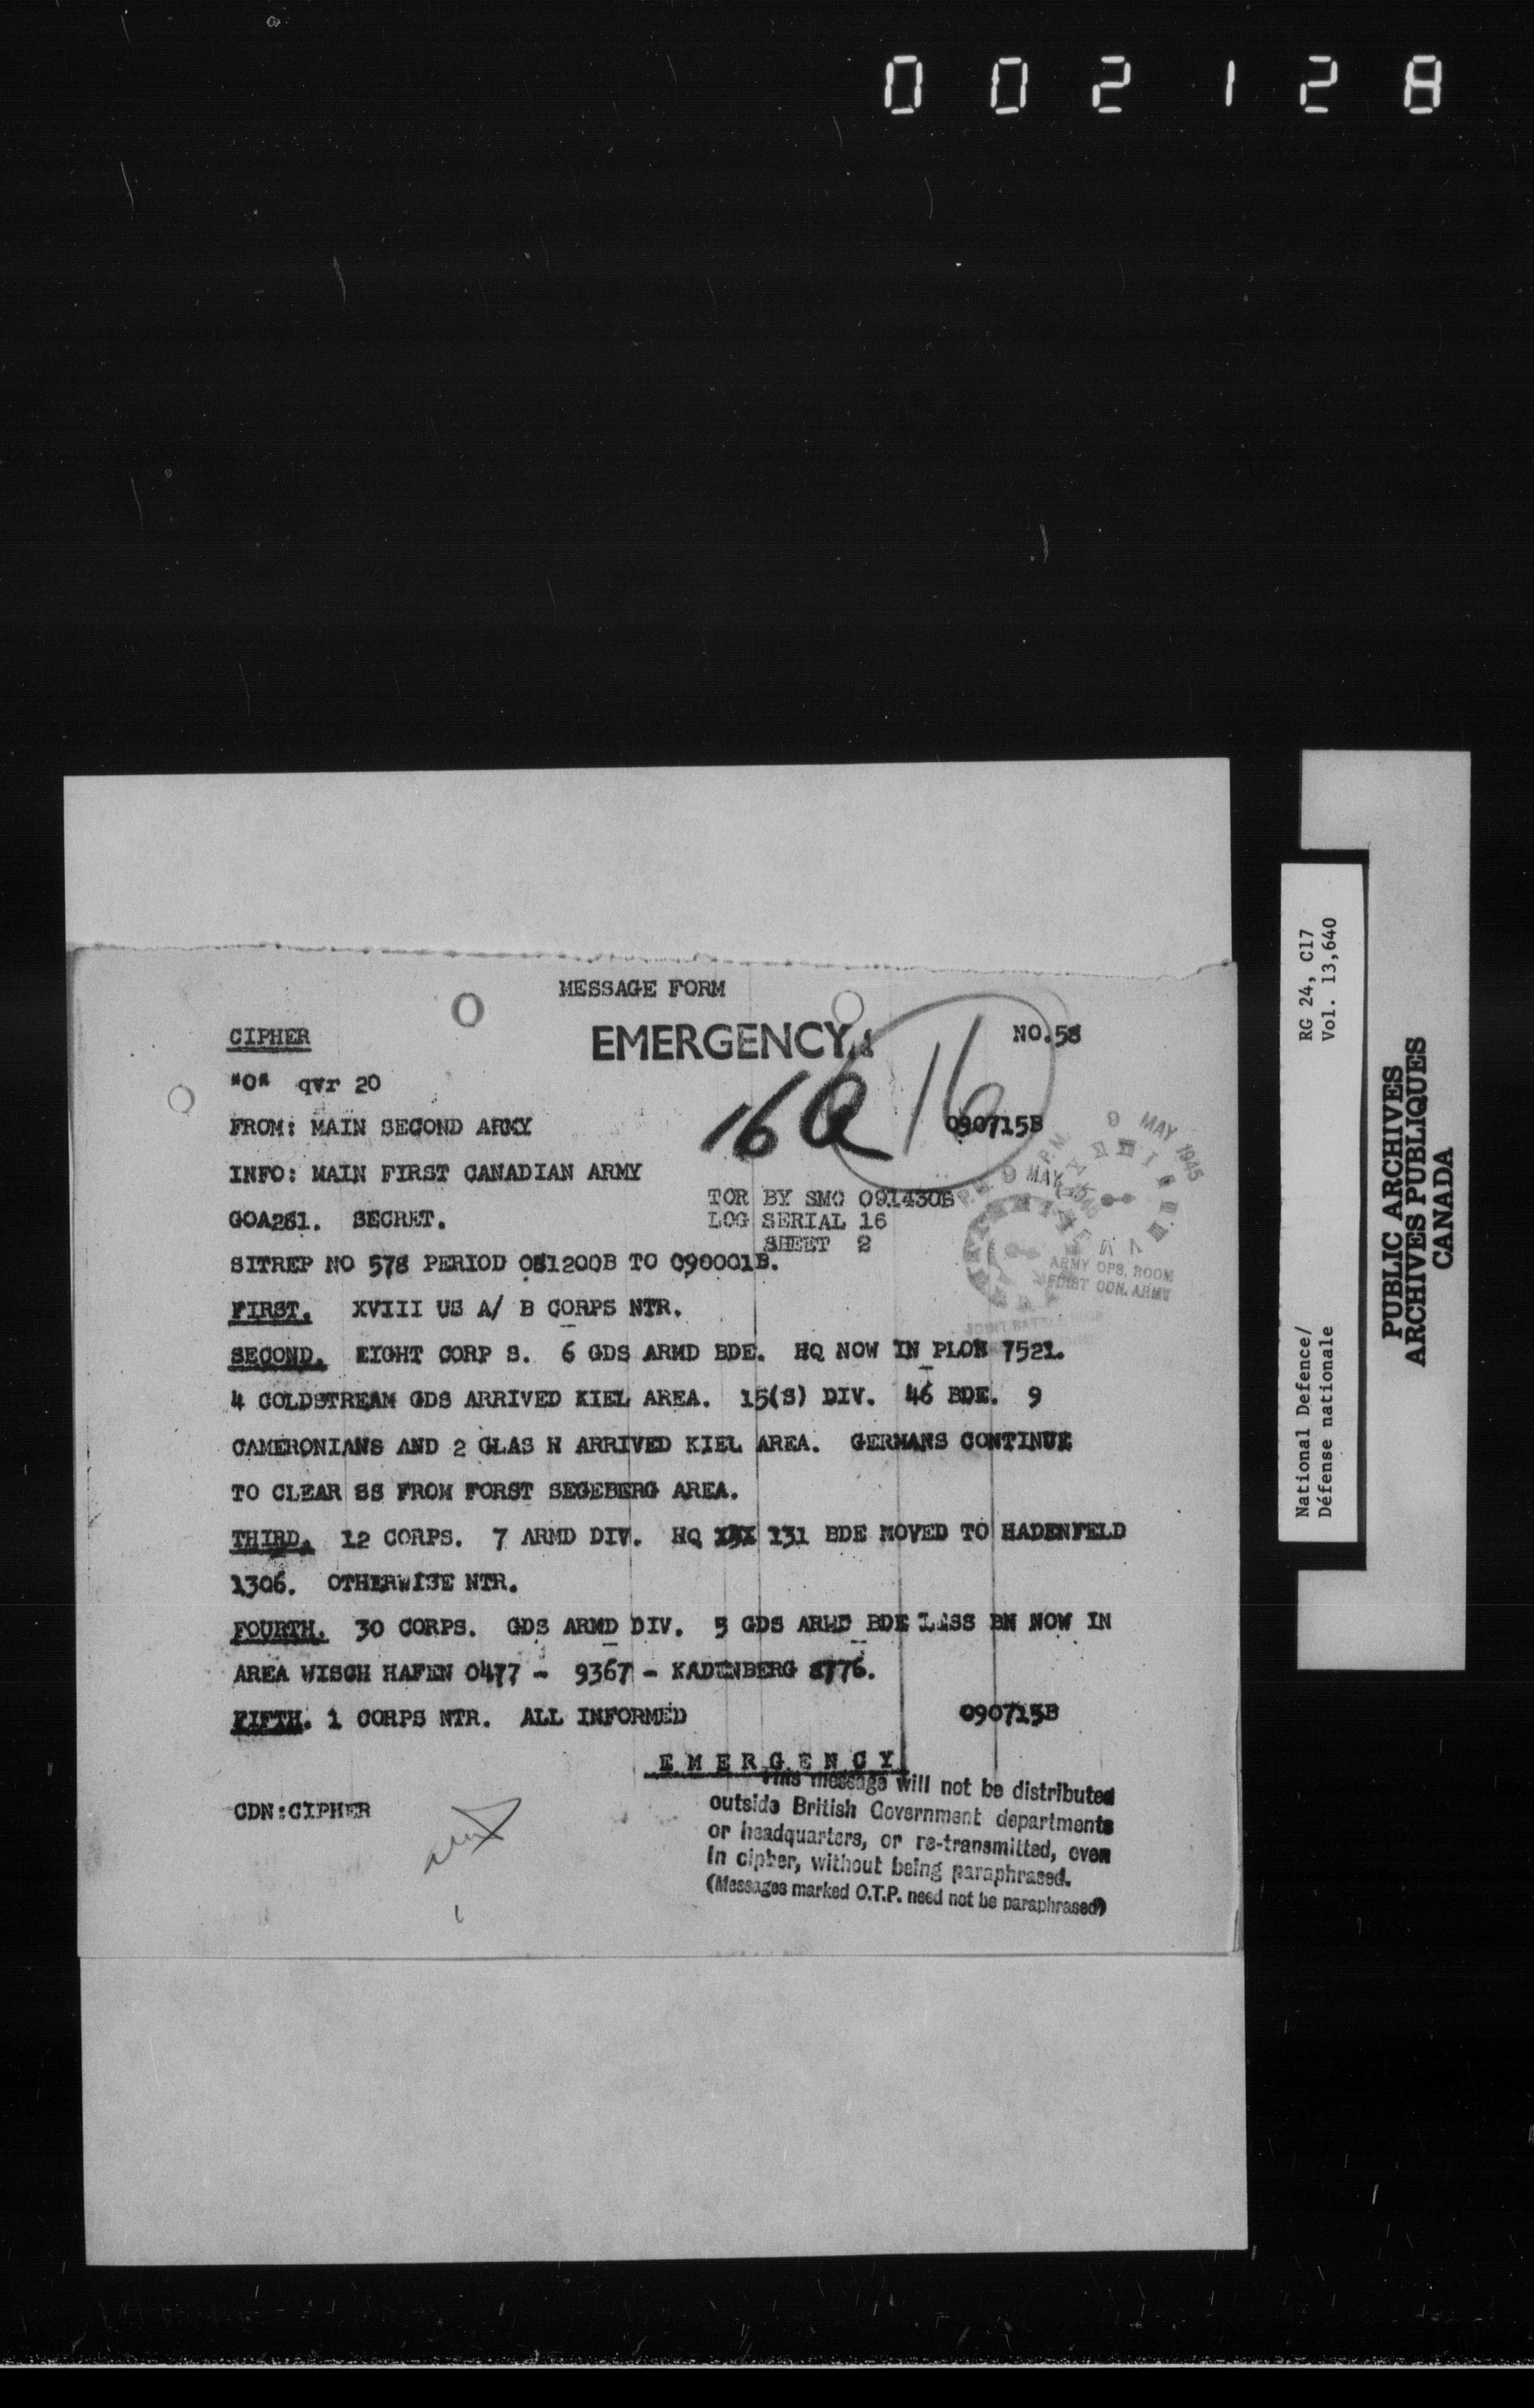 002128
MESSAGE FORM
CIPHER
EMERGENCY
NO.58
"O" qvr 20
16Q 16
FROM: MAIN SECOND ARMY
090715B
INFO: MAIN FIRST CANADIAN ARMY
9 MAY 1945
P.M. 9 MAY 1945
TOR BY SMO 091430B
GOA281. SECRET.
LOG SERIAL 16
SHEET 2
SITREP NO 578 PERIOD 081200B TO 090001B.
ARMY OPS. ROOM
FIRST CDN. ARMY
FIRST. XVIII US A/ B CORPS NTR.
SECOND. EIGHT CORP S. 6 GDS ARMD BDE. HQ NOW IN PLON 7521.
4 COLDSTREAM GDS ARRIVED KIEL AREA. 15(S) DIV. 46 BDE. 9
CAMERONIANS AND 2 GLAS H ARRIVED KIEL AREA. GERMANS CONTINUE
TO CLEAR SS FROM FORST SEGEBERG AREA.
THIRD. 12 CORPS. 7 ARMD DIV. HQ 131 BDE MOVED TO HADENFELD
1306. OTHERWISE NTR.
FOURTH. 30 CORPS. GDS ARMD DIV. 5 GDS ARMD BDE LESS BN NOW IN
AREA WISCH HAFEN 0477 - 9367 - KADENBERG 8776.
FIFTH. 1 CORPS NTR. ALL INFORMED
090715B
E M E R G E N C Y
This message will not be distributed
outside British Government departments
or headquarters, or re-transmitted, even
in cipher, without being paraphrased.
(Messages marked O.T.P. need not be paraphrased)
CDN:CIPHER
RG 24, C17
Vol. 13,640
National Defence/
Défense nationale
PUBLIC ARCHIVES
ARCHIVES PUBLIQUES
CANADA